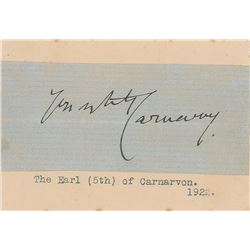 Carnarvon.
The Earl (5th) of Carnarvon.
1922.